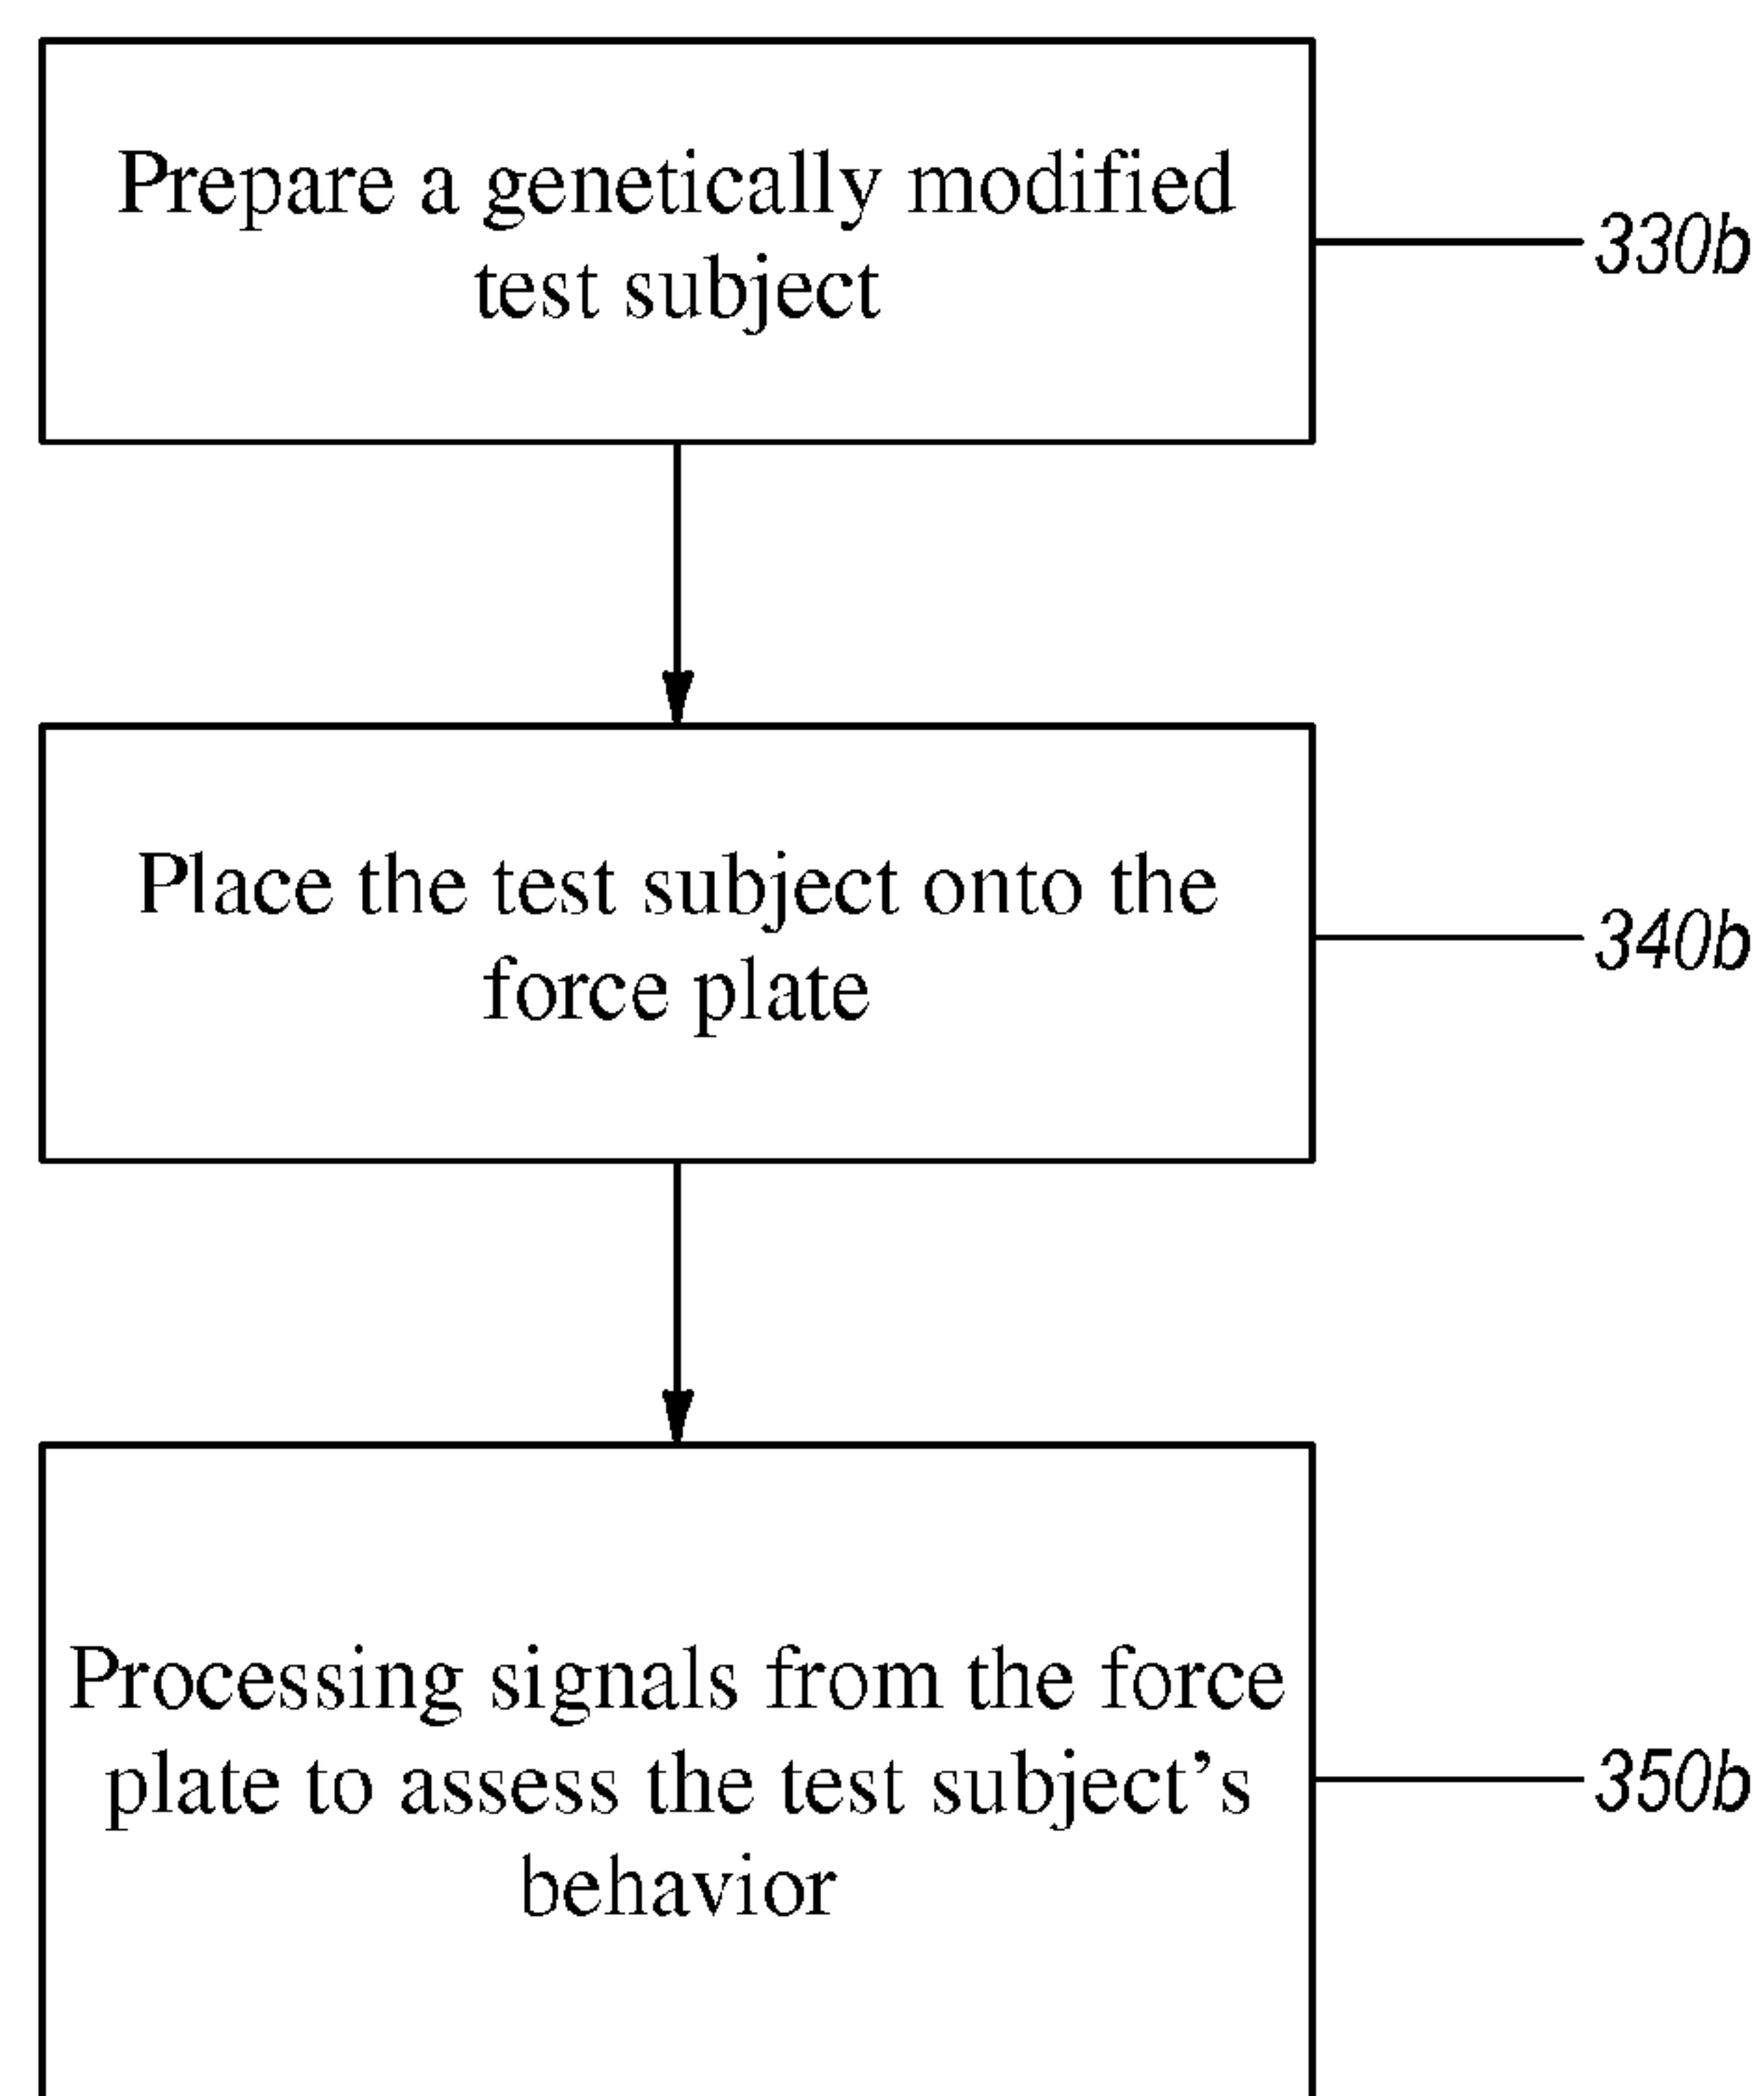 Prepare a genetically modified
test subject
330b
Place the test subject onto the
force plate
340b
Processing signals from the force
plate to assess the test subject’s
behavior
350b